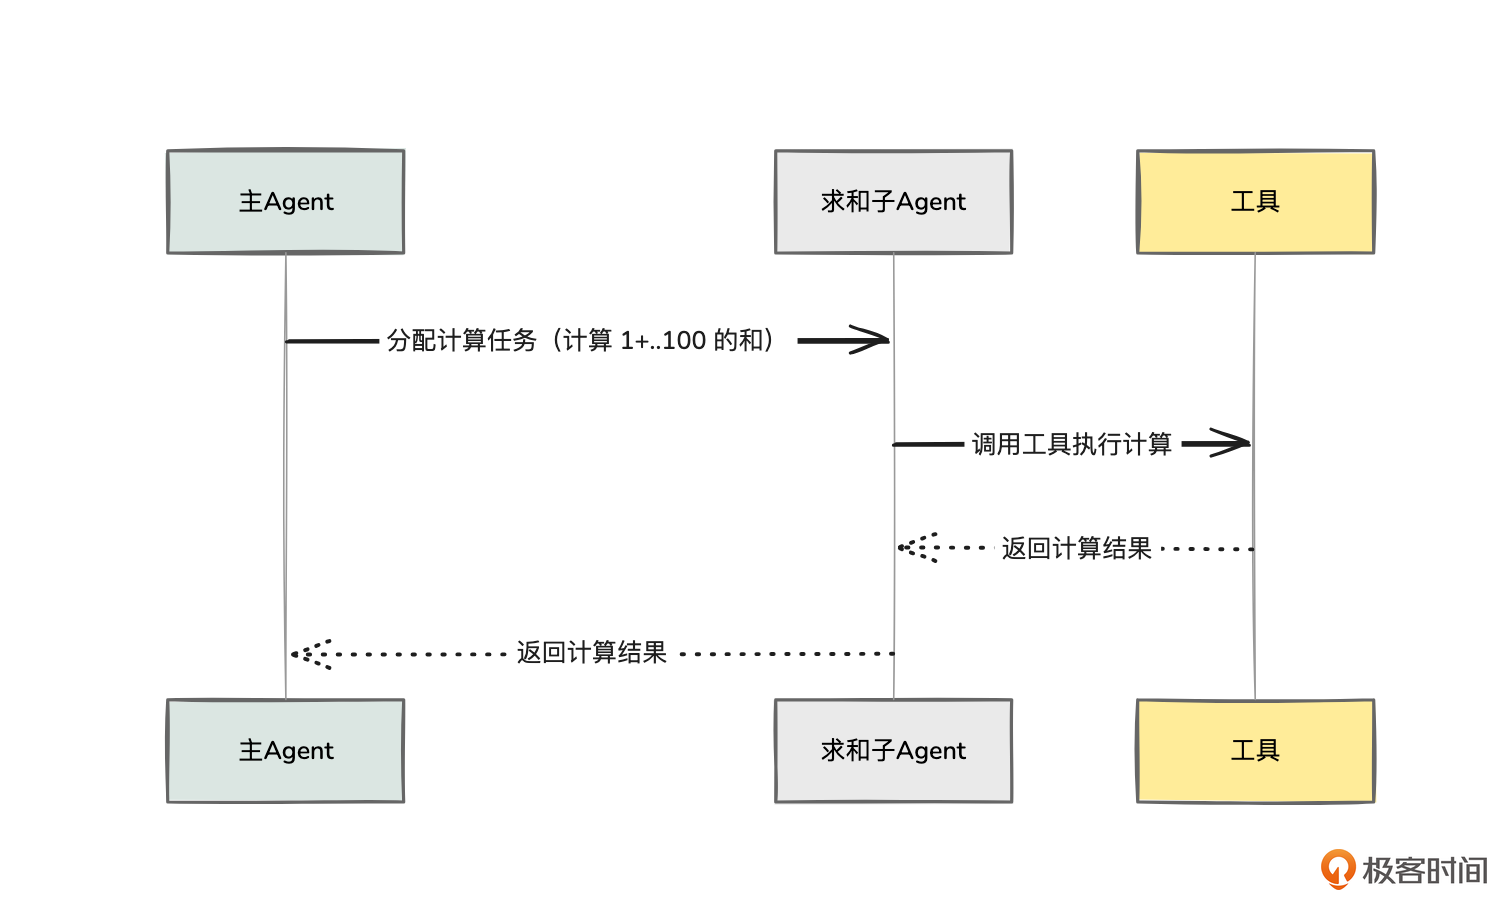 主Agent
求和子Agent
工具
分配计算任务（计算 1+..100 的和）
调用工具执行计算
返回计算结果
返回计算结果
主Agent
求和子Agent
工具
极客时间